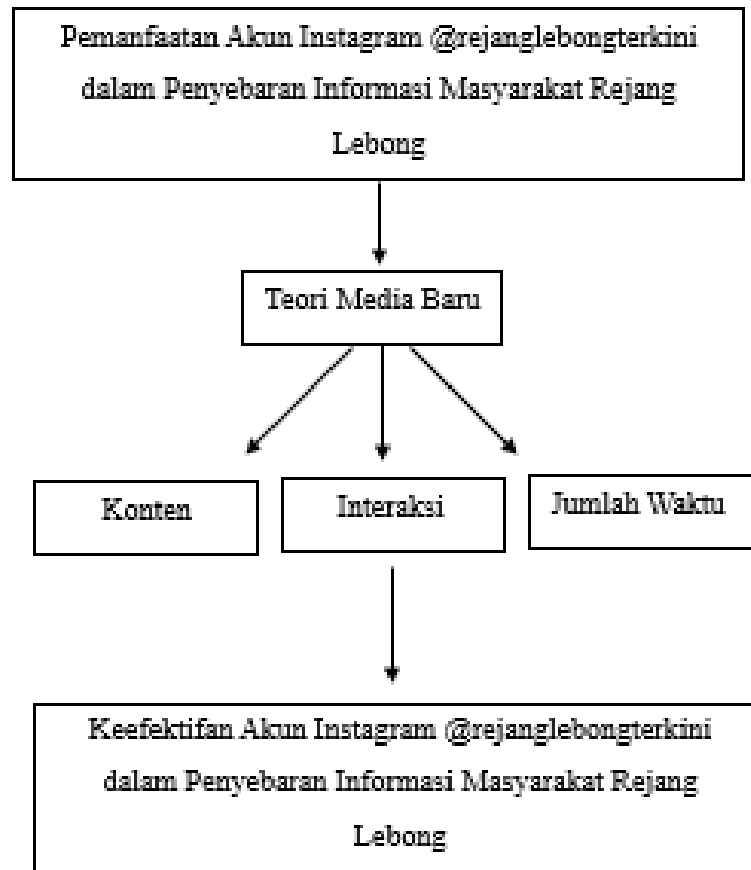 Pemanfaatan Akun Instagram @rejanglebongterkini
dalam Penyebaran Informasi Masyarakat Rejang
Lebong
Teori Media Baru
Konten
Interaksi
Jumlah Waktu
Keefektifan Akun Instagram @rejanglebongterkini
dalam Penyebaran Informasi Masyarakat Rejang
Lebong